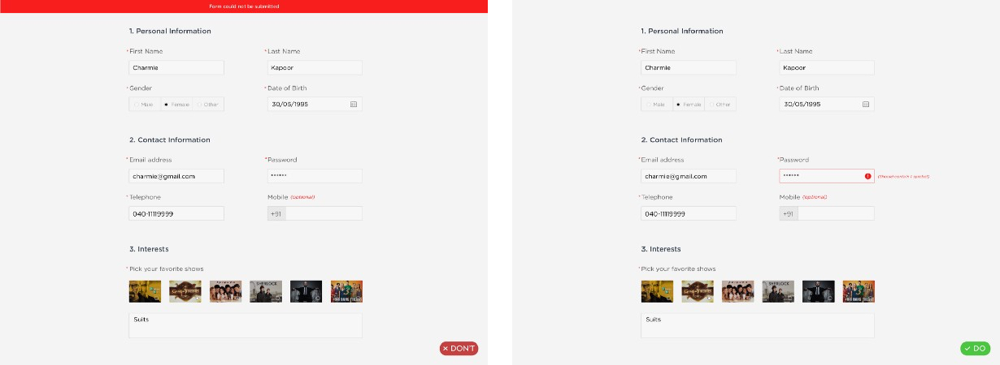 Form could not be submitted
1. Personal Information
* First Name
* Last Name
Charmie
Kapoor
* Gender
* Date of Birth
Male
Female
Other
30/05/1995
2. Contact Information
* Email address
* Password
charmie@gmail.com
••••••
* Telephone
Mobile (optional)
040-11119999
+91
3. Interests
* Pick your favorite shows
SHERLOCK
Suits
× DON'T
1. Personal Information
* First Name
* Last Name
Charmie
Kapoor
* Gender
* Date of Birth
Male
Female
Other
30/05/1995
2. Contact Information
* Email address
* Password
charmie@gmail.com
••••••
(Should contain 1 symbol)
* Telephone
Mobile (optional)
040-11119999
+91
3. Interests
* Pick your favorite shows
SHERLOCK
Suits
✓ DO